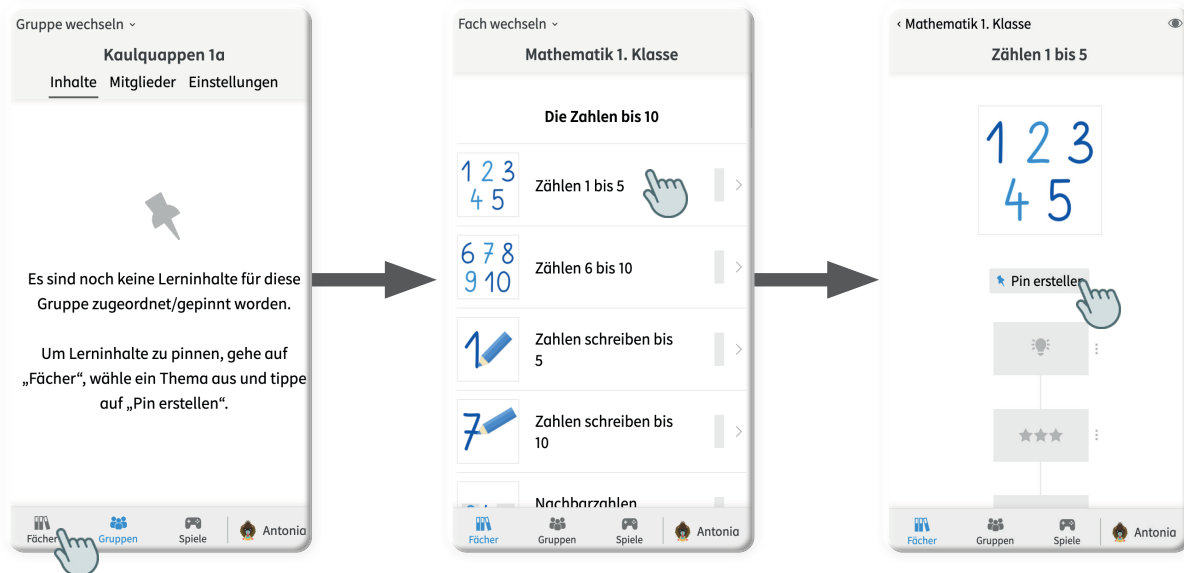 Gruppe wechseln
Kaulquappen 1a
Inhalte Mitglieder Einstellungen
Es sind noch keine Lerninhalte für diese
Gruppe zugeordnet/gepinnt worden.
Um Lerninhalte zu pinnen, gehe auf
„Fächer“, wähle ein Thema aus und tippe
auf „Pin erstellen“.
Fächer Gruppen Spiele Antonia
Fach wechseln
Mathematik 1. Klasse
Die Zahlen bis 10
1 2 3
4 5
Zählen 1 bis 5
6 7 8
9 10
Zählen 6 bis 10
1
Zahlen schreiben bis
5
7
Zahlen schreiben bis
10
Nachbarzahlen
Fächer Gruppen Spiele Antonia
‹ Mathematik 1. Klasse
Zählen 1 bis 5
1 2 3
4 5
Pin erstellen
Fächer Gruppen Spiele Antonia